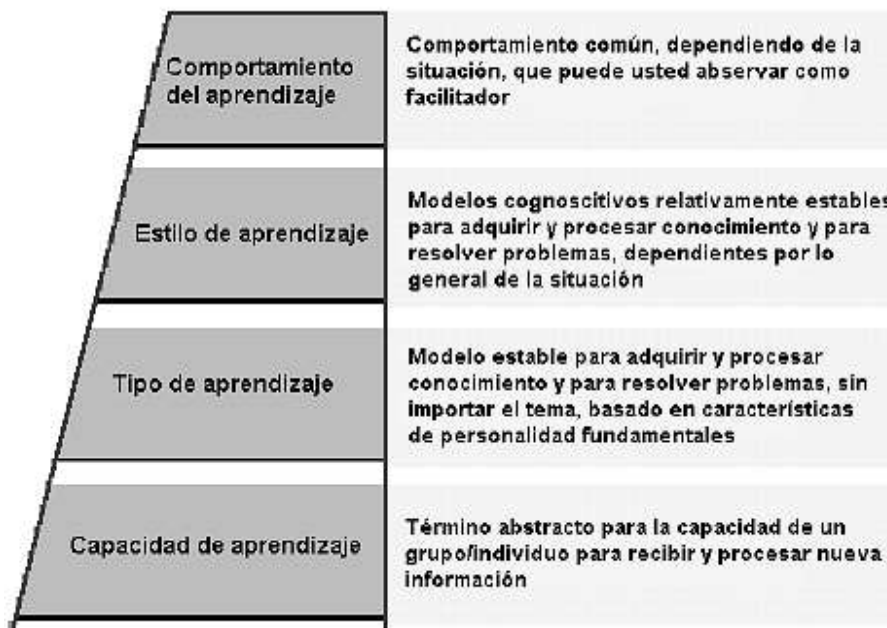 Comportamiento
del aprendizaje
Comportamiento común, dependiendo de la
situación, que puede usted abservar como
facilitador
Estilo de aprendizaje
Modelos cognoscitivos relativamente estables
para adquirir y procesar conocimiento y para
resolver problemas, dependientes por lo
general de la situación
Tipo de aprendizaje
Modelo estable para adquirir y procesar
conocimiento y para resolver problemas, sin
importar el tema, basado en características
de personalidad fundamentales
Capacidad de aprendizaje
Término abstracto para la capacidad de un
grupo/individuo para recibir y procesar nueva
información